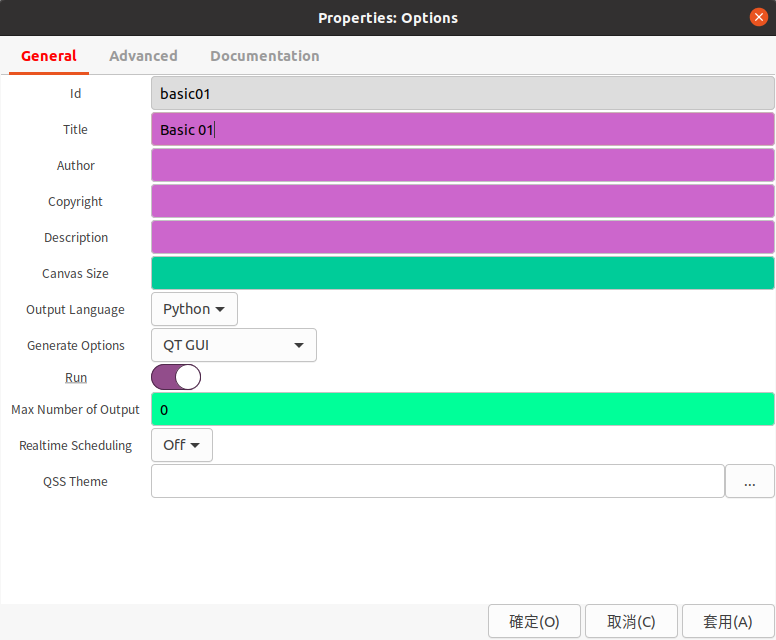 Properties: Options
General Advanced Documentation
Id basic01
Title Basic 01
Author
Copyright
Description
Canvas Size
Output Language Python
Generate Options QT GUI
Run
Max Number of Output 0
Realtime Scheduling Off
QSS Theme ...
確定(O) 取消(C) 套用(A)